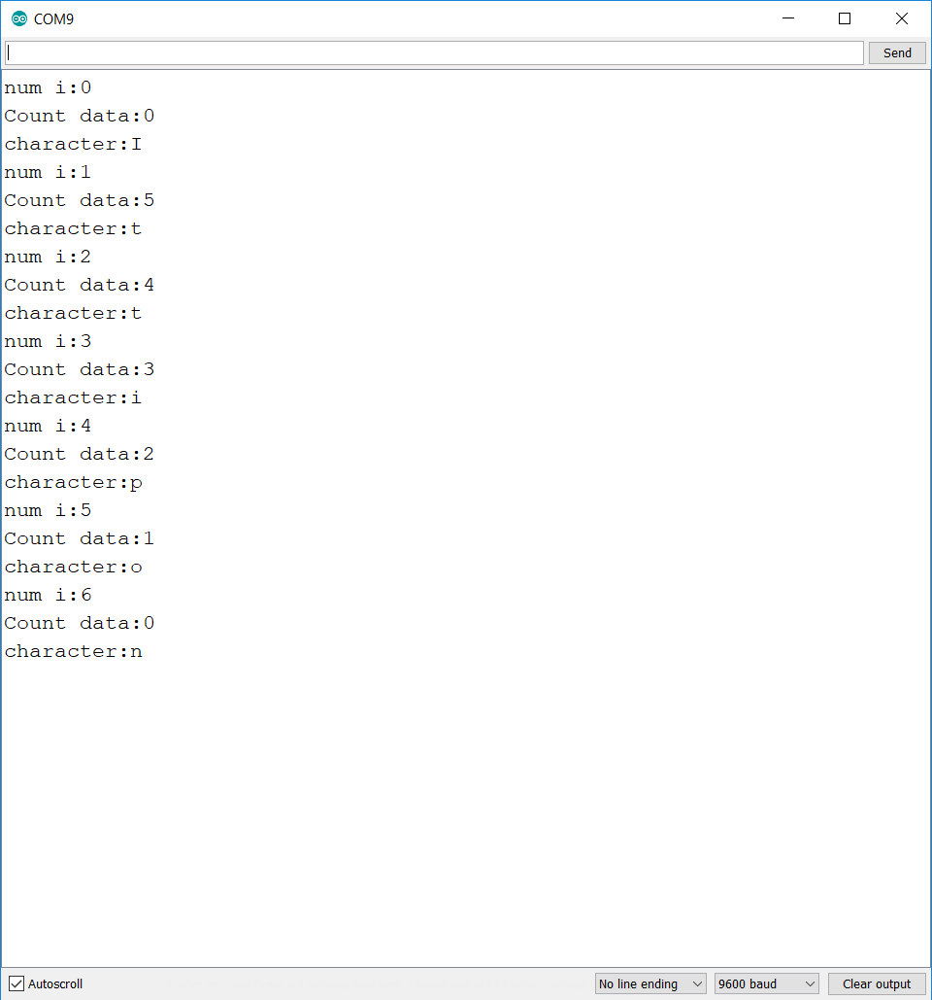 COM9
Send
num i:0
Count data:0
character:I
num i:1
Count data:5
character:t
num i:2
Count data:4
character:t
num i:3
Count data:3
character:i
num i:4
Count data:2
character:p
num i:5
Count data:1
character:o
num i:6
Count data:0
character:n
Autoscroll
No line ending
9600 baud
Clear output